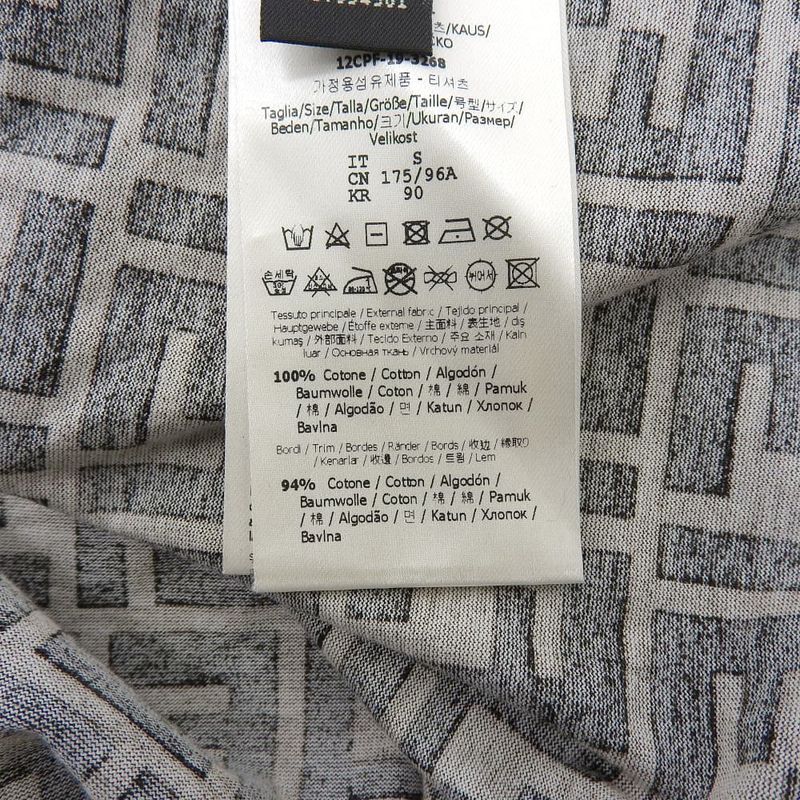 /KAUS/
12CPF-19-3268
가정용섬유제품 - 티셔츠
Taglia/Size/Talla/Größe/Taille/号型/サイズ/
Beden/Tamanho/크기/Ukuran/Размер/
Velikost
IT S
CN 175/96A
KR 90
손세탁
30℃
80-120℃
뉘어서
Tessuto principale / External fabric / Tejido principal /
Hauptgewebe / Étoffe externe / 主面料 / 表生地 / dış
kumaş / 外部面料 / Tecido Externo / 주요 소재 / Kain
luar / Основная ткань / Vrchový materiál
100% Cotone / Cotton / Algodón /
Baumwolle / Coton / 棉 / 綿 / Pamuk
/ 棉 / Algodão / 면 / Katun / Хлопок /
Bavlna
Bordi / Trim / Bordes / Ränder / Bords / 收边 / 縁取り
/ Kenarlar / 收邊 / Bordos / 트림 / Lem
94% Cotone / Cotton / Algodón /
Baumwolle / Coton / 棉 / 綿 / Pamuk
/ 棉 / Algodão / 면 / Katun / Хлопок /
Bavlna